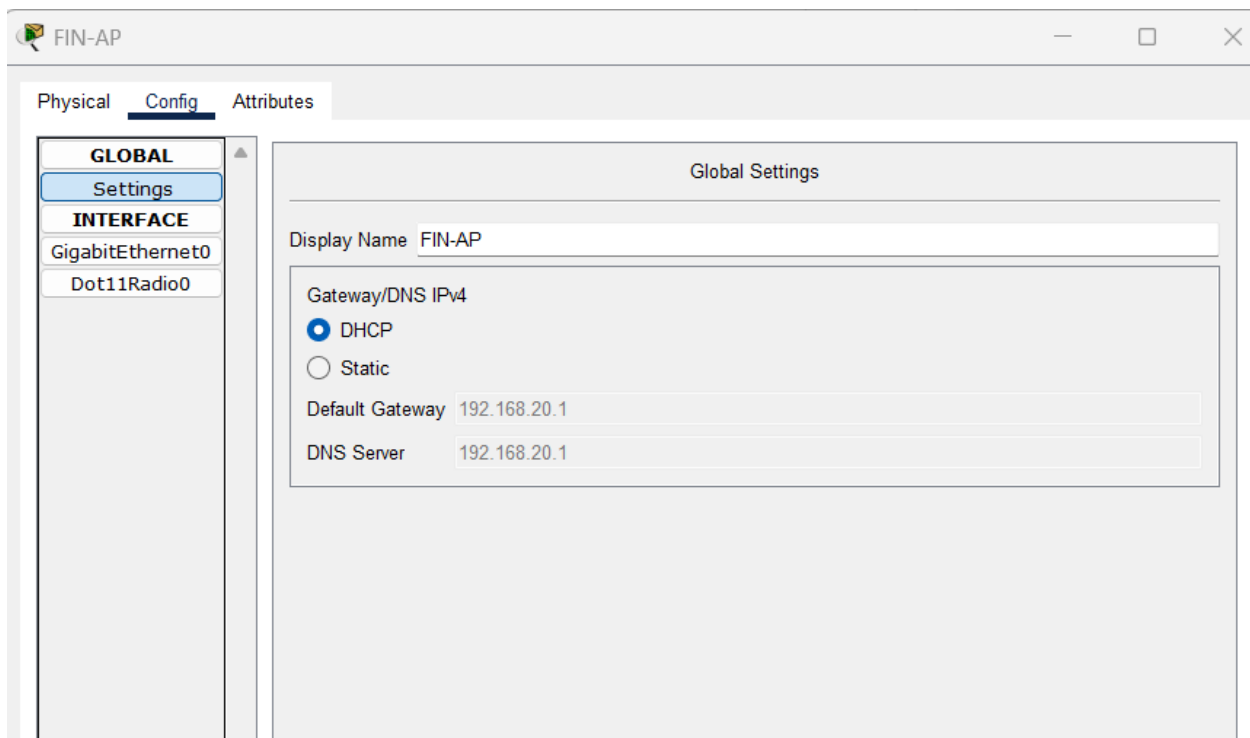 FIN-AP
Physical Config Attributes
GLOBAL
Settings
INTERFACE
GigabitEthernet0
Dot11Radio0
Global Settings
Display Name FIN-AP
Gateway/DNS IPv4
DHCP
Static
Default Gateway 192.168.20.1
DNS Server 192.168.20.1